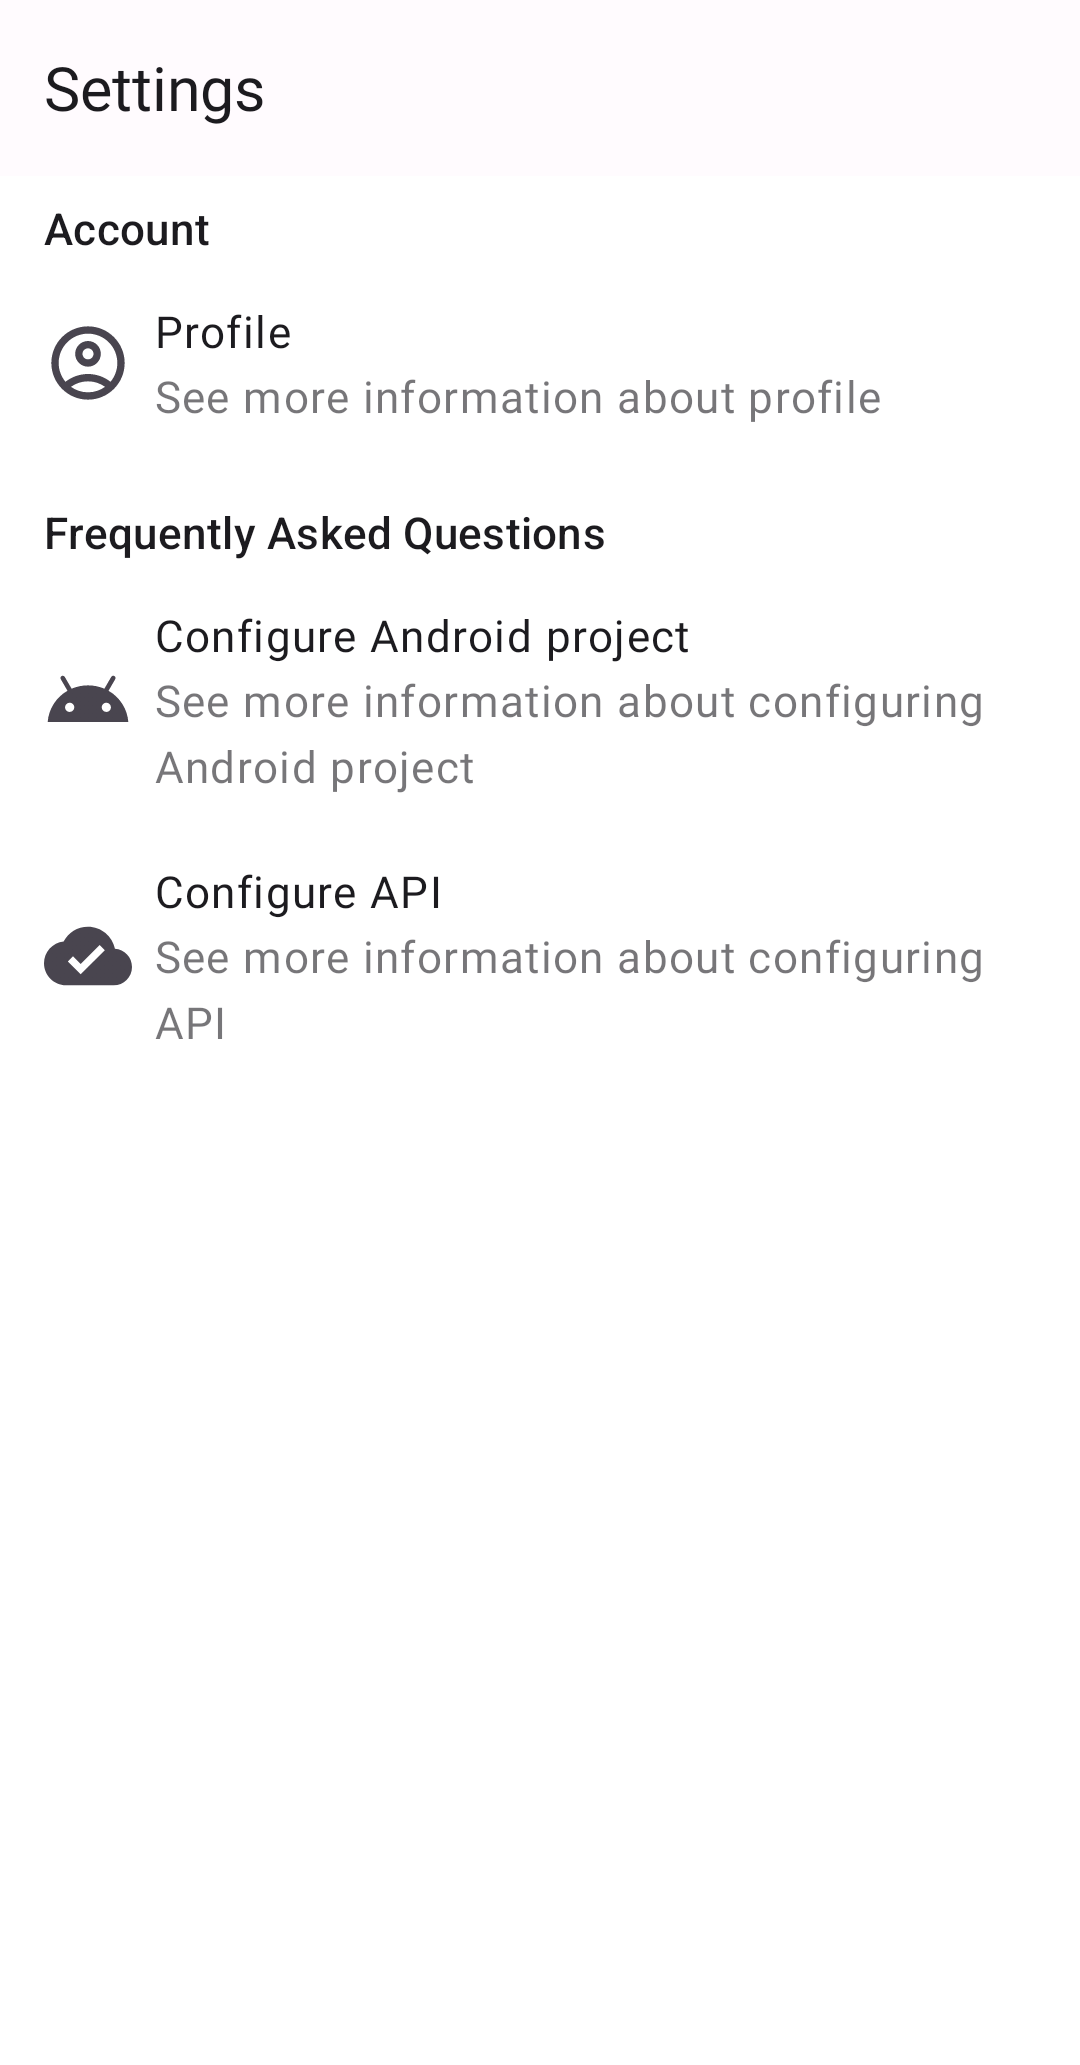 Settings
Account
Profile
See more information about profile
Frequently Asked Questions
Configure Android project
See more information about configuring
Android project
Configure API
See more information about configuring
API